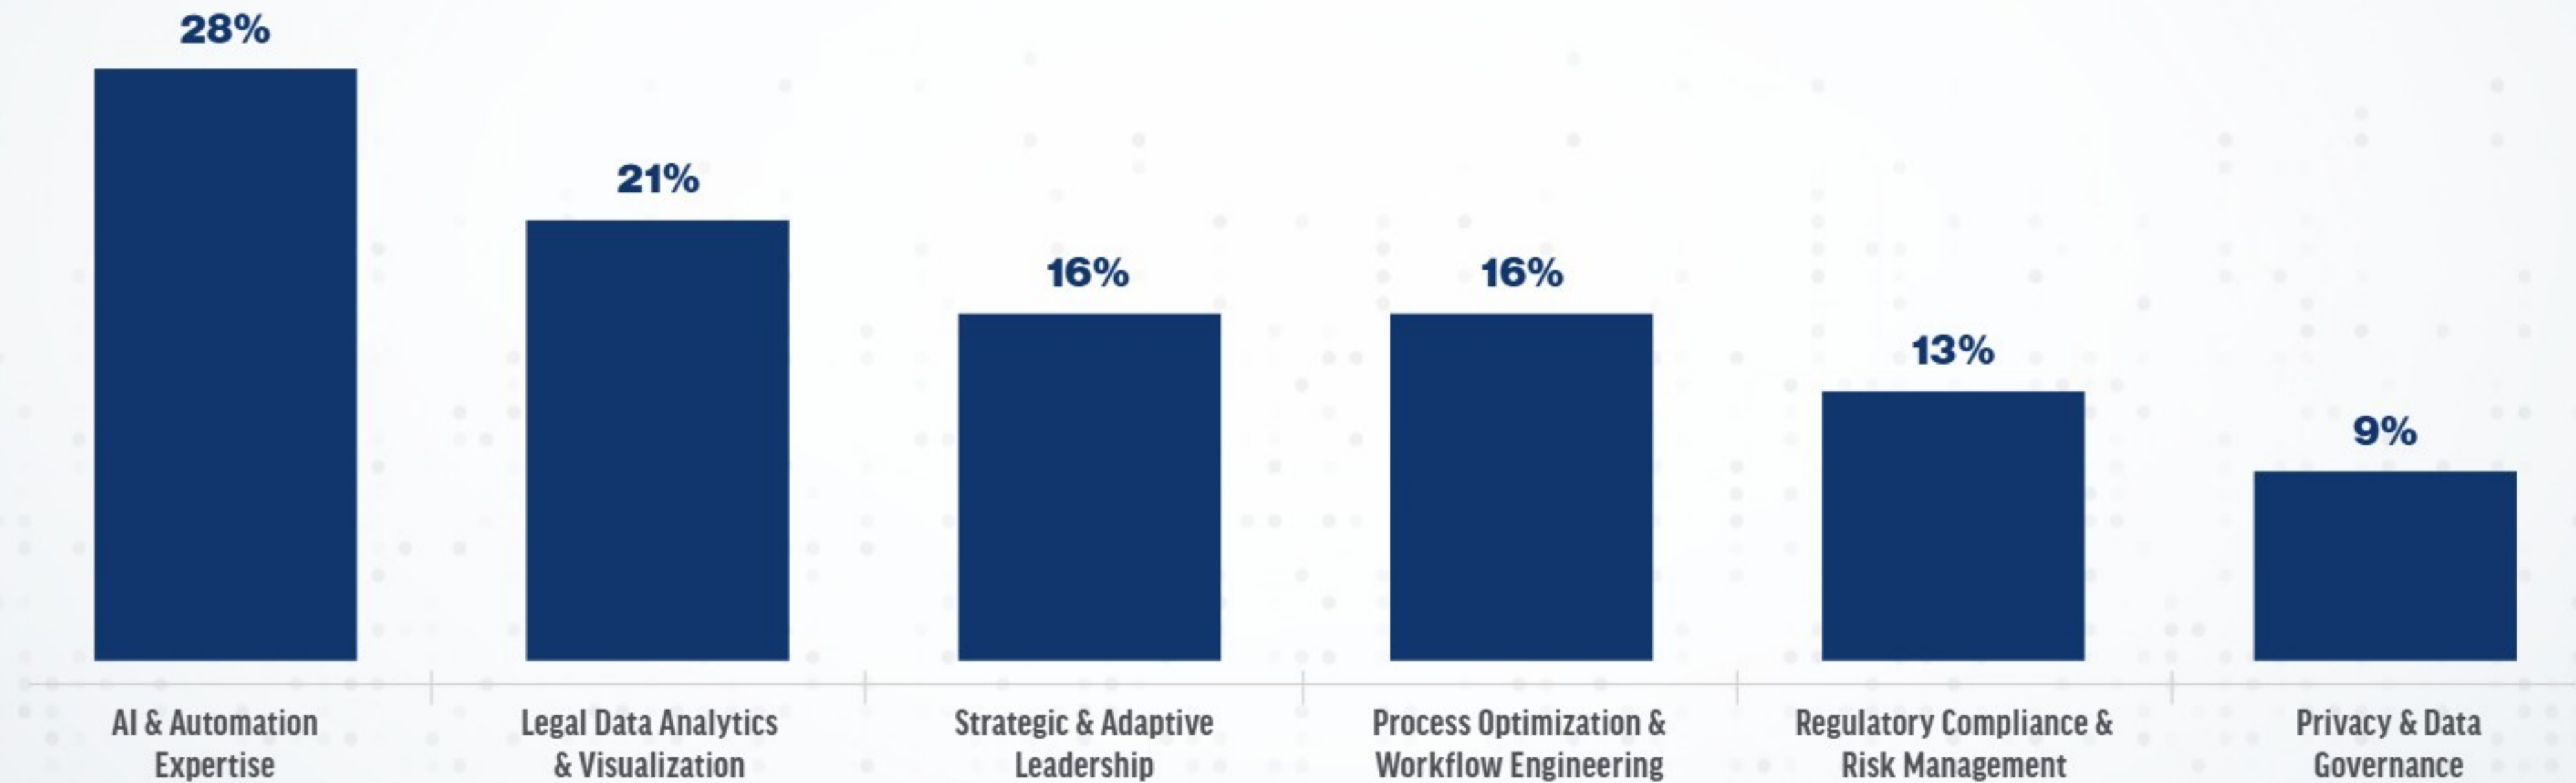 28%
21%
16%
16%
13%
9%
AI & Automation
Expertise
Legal Data Analytics
& Visualization
Strategic & Adaptive
Leadership
Process Optimization &
Workflow Engineering
Regulatory Compliance &
Risk Management
Privacy & Data
Governance